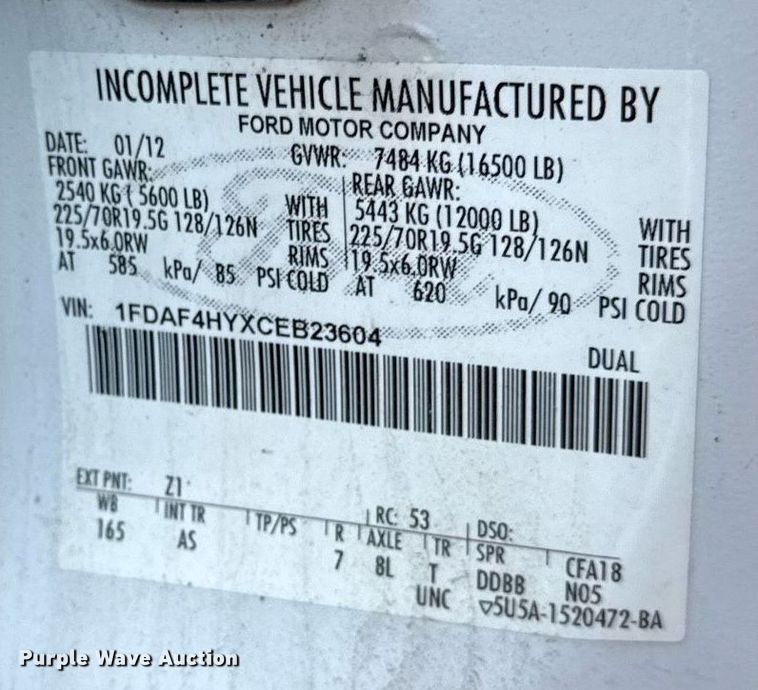 INCOMPLETE VEHICLE MANUFACTURED BY
FORD MOTOR COMPANY
DATE: 01/12 GVWR: 7484 KG (16500 LB)
FRONT GAWR: REAR GAWR:
2540 KG ( 5600 LB) WITH 5443 KG (12000 LB) WITH
225/70R19.5G 128/126N TIRES 225/70R19.5G 128/126N TIRES
19.5x6.0RW RIMS 19.5x6.0RW RIMS
AT 585 kPa/ 85 PSI COLD AT 620 kPa/ 90 PSI COLD
VIN: 1FDAF4HYXCEB23604
DUAL
EXT PNT: Z1 RC: 53 DSO:
WB INT TR TP/PS R AXLE TR SPR CFA18
165 AS 7 8L T DDBB N05
UNC ▽5U5A-1520472-BA
Purple Wave Auction